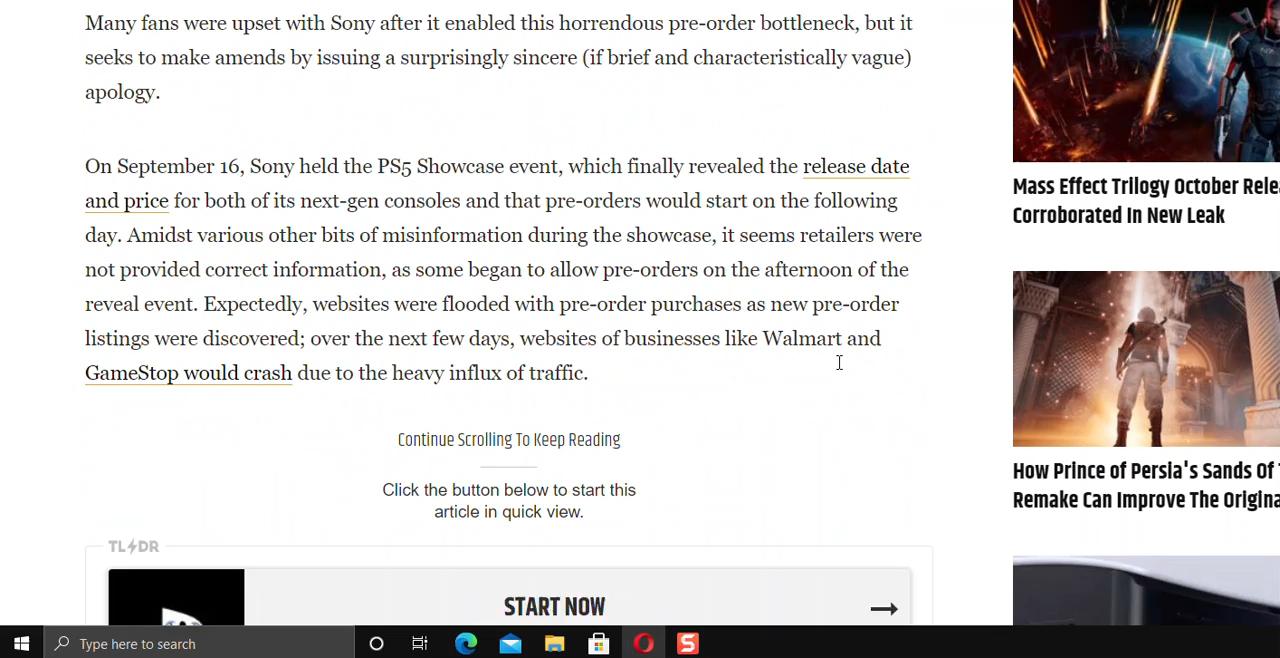 Many fans were upset with Sony after it enabled this horrendous pre-order bottleneck, but it
seeks to make amends by issuing a surprisingly sincere (if brief and characteristically vague)
apology.
On September 16, Sony held the PS5 Showcase event, which finally revealed the release date
and price for both of its next-gen consoles and that pre-orders would start on the following
day. Amidst various other bits of misinformation during the showcase, it seems retailers were
not provided correct information, as some began to allow pre-orders on the afternoon of the
reveal event. Expectedly, websites were flooded with pre-order purchases as new pre-order
listings were discovered; over the next few days, websites of businesses like Walmart and
GameStop would crash due to the heavy influx of traffic.
Continue Scrolling To Keep Reading
Click the button below to start this
article in quick view.
TL DR
START NOW
Mass Effect Trilogy October
Corroborated In New Leak
How Prince of Persia's Sands Of
Remake Can Improve The
Type here to search